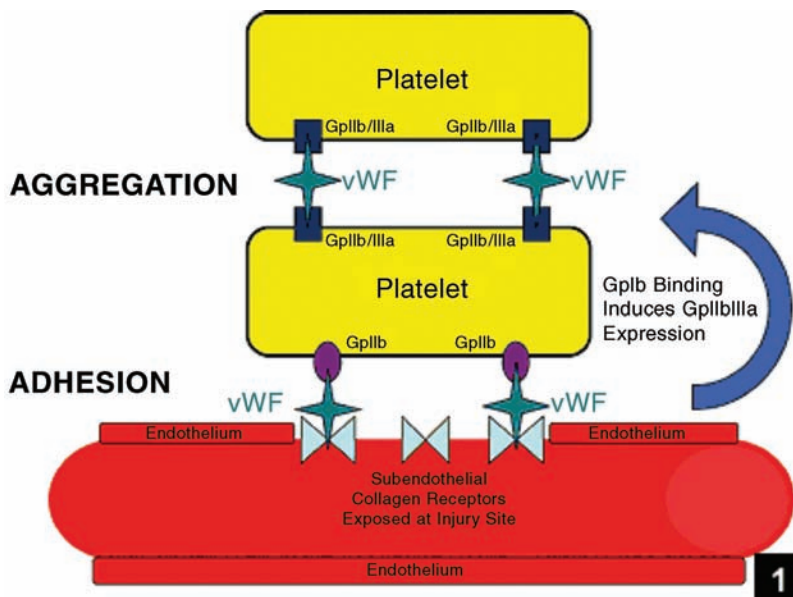 Platelet
GpIIb/IIIa GpIIb/IIIa
AGGREGATION
vWF vWF
GpIIb/IIIa GpIIb/IIIa
Platelet
GpIb Binding
Induces GpIIbIIIa
Expression
GpIIb GpIIb
ADHESION
vWF vWF
Endothelium Endothelium
Subendothelial
Collagen Receptors
Exposed at Injury Site
Endothelium
1